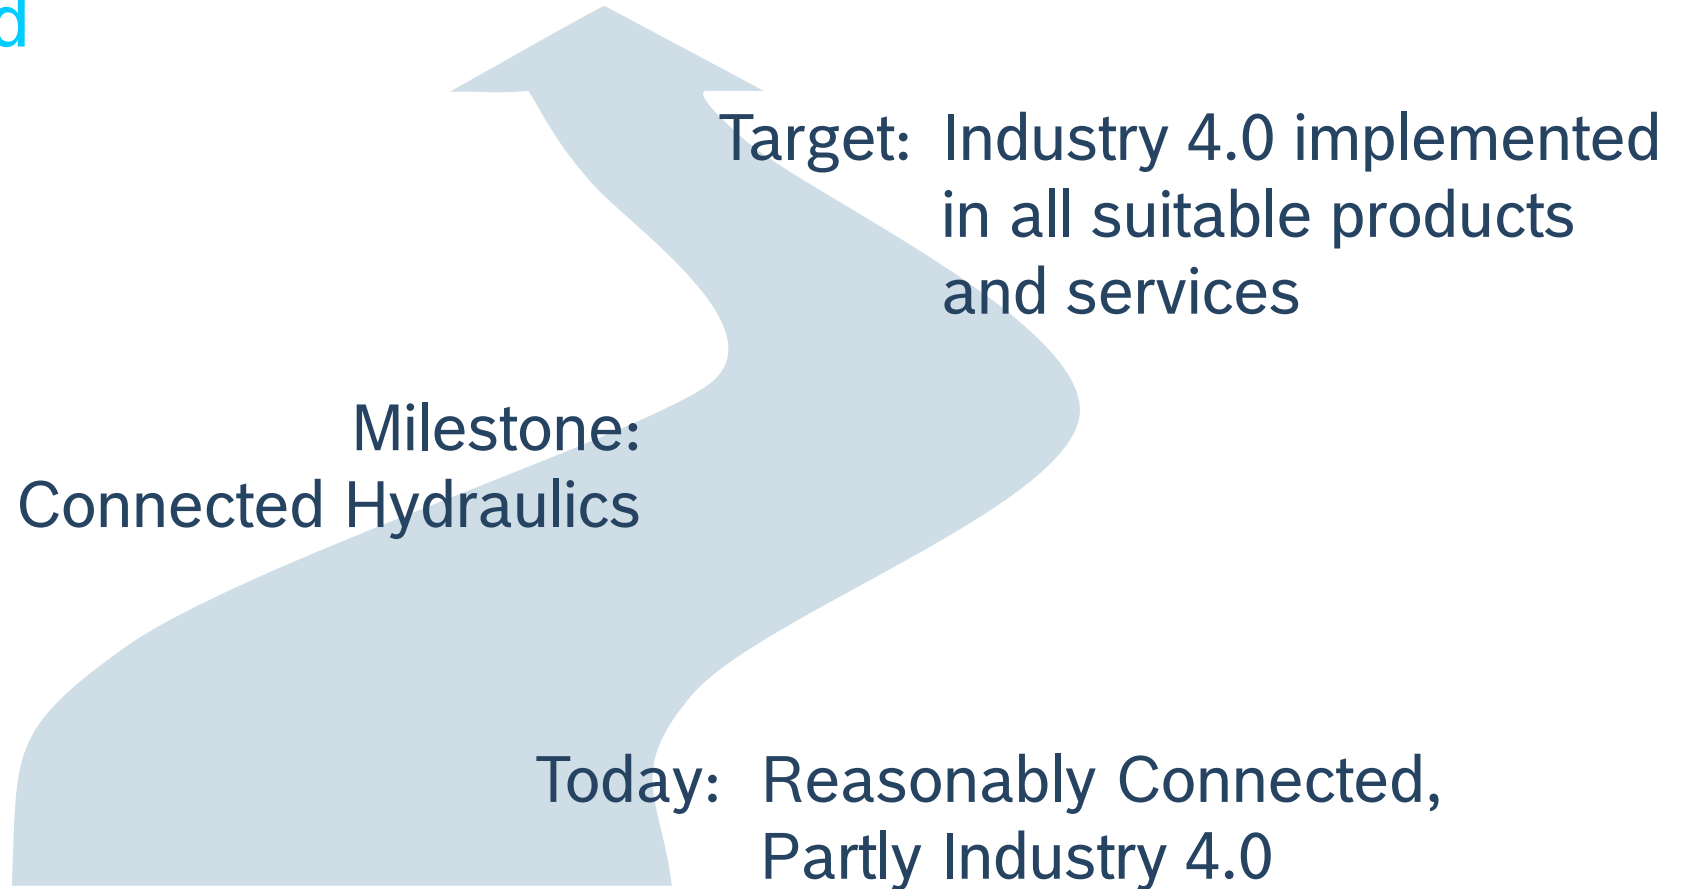 Target: Industry 4.0 implemented
in all suitable products
and services
Milestone:
Connected Hydraulics
Today: Reasonably Connected,
Partly Industry 4.0